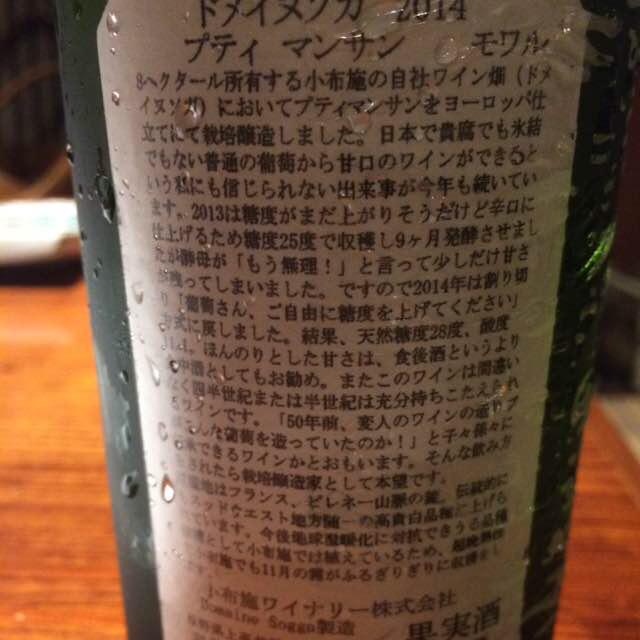 ドメイヌソガ 2014
プティ マンサン モワル
8ヘクタール所有する小布施の自社ワイン畑（ドメ
イヌソガ）においてプティマンサンをヨーロッパ仕
立てにて栽培醸造しました。日本で貴腐でも氷結
でもない普通の葡萄から甘口のワインができると
いう私にも信じられない出来事が今年も続いてい
ます。2013は糖度がまだ上がりそうだけど辛口に
仕上げるため糖度25度で収穫し9ヶ月発酵させまし
たが酵母が「もう無理！」と言って少しだけ甘さ
残ってしまいました。ですので2014年は割り切
り「葡萄さん、ご自由に糖度を上げてください」
式に展しました。結果、天然糖度28度、酸度
ほんのりとした甘さは、食後酒というより
中酒としてもお勧め。またこのワインは間違い
なく四半世紀または半世紀は充分持ちこたえられ
るワインです。「50年前、変人のワインの造り
んな葡萄を造っていたのか！」と子々孫々に
できるワインかとおもいます。そんな飲み方
されたら栽培醸造家として本望です。
はフランス、ピレネー山脈の麓、伝統的に
ウエスト地方随一の高貴白品種に上げら
ています。今後地球温暖化に対抗できうる品種
として小布施では植えているため、
でも11月の霜がふるぎりぎりに収穫し
小布施ワイナリー株式会社
Domaine Sogga製造
果実酒